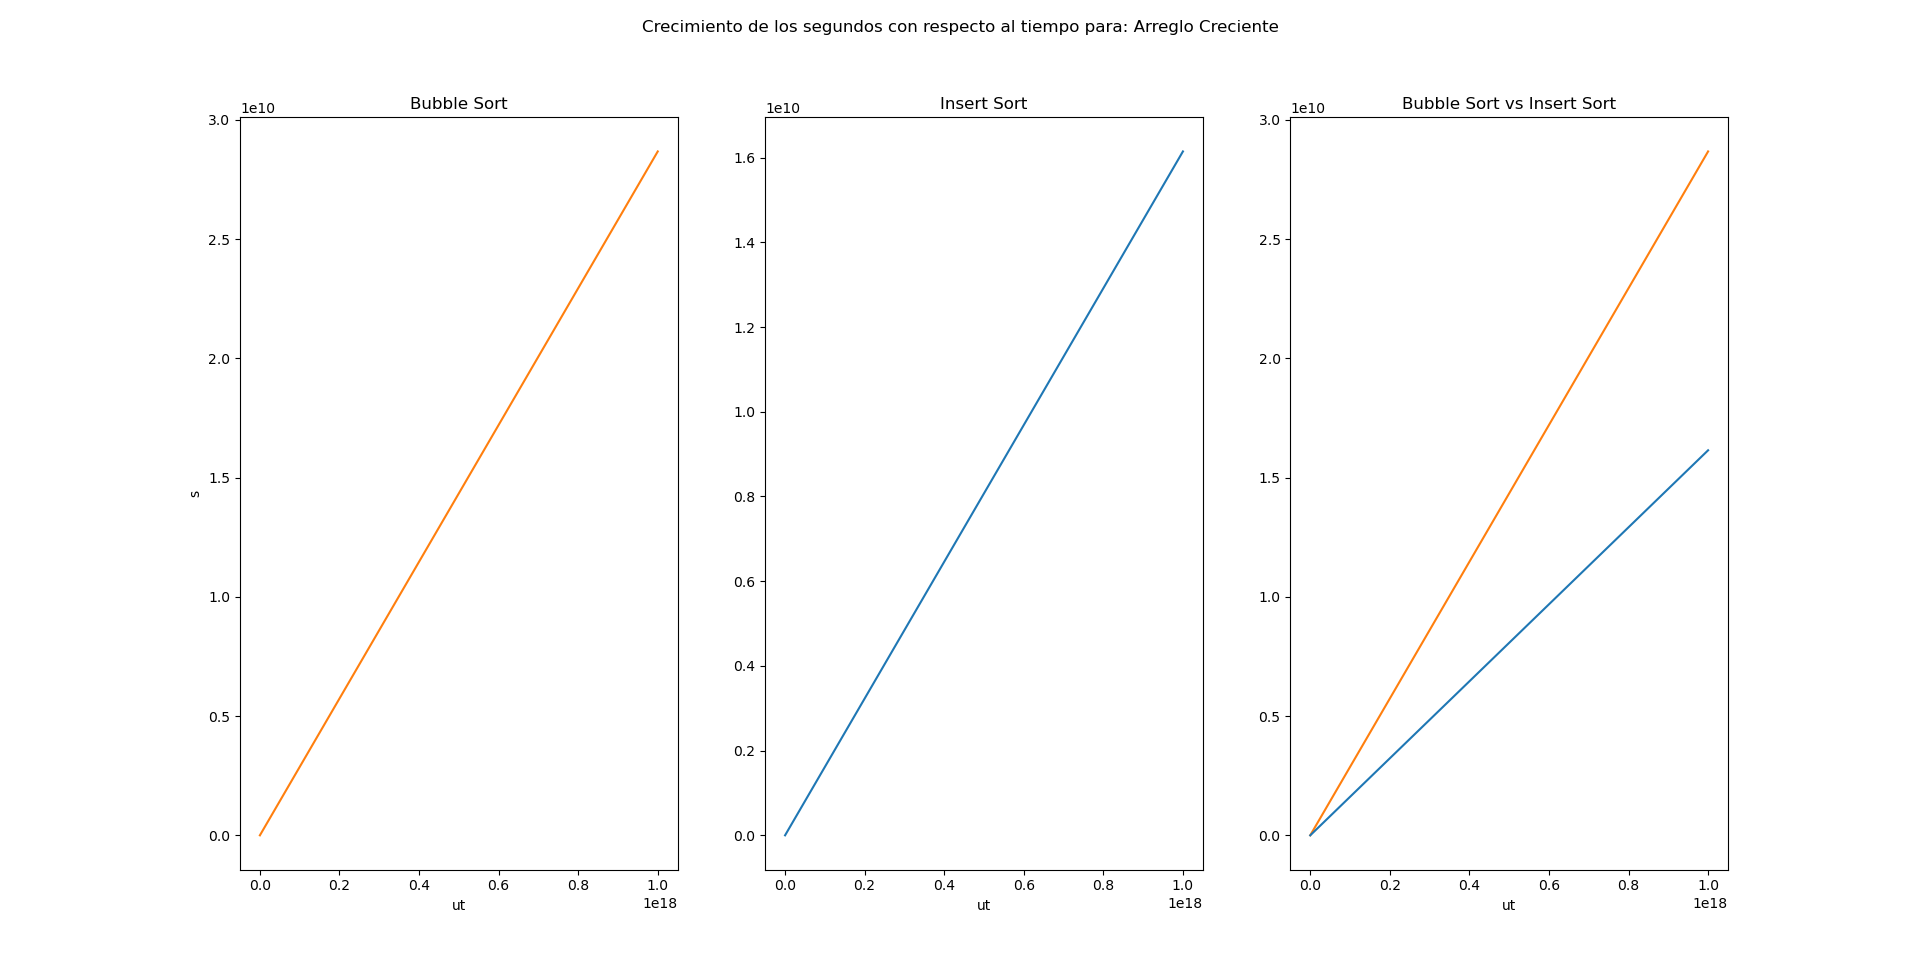 Crecimiento de los segundos con respecto al tiempo para: Arreglo Creciente
Bubble Sort
1e10
3.0
2.5
2.0
1.5
1.0
0.5
0.0
s
0.0 0.2 0.4 0.6 0.8 1.0
1e18
ut
Insert Sort
1e10
1.6
1.4
1.2
1.0
0.8
0.6
0.4
0.2
0.0
0.0 0.2 0.4 0.6 0.8 1.0
1e18
ut
Bubble Sort vs Insert Sort
1e10
3.0
2.5
2.0
1.5
1.0
0.5
0.0
0.0 0.2 0.4 0.6 0.8 1.0
1e18
ut